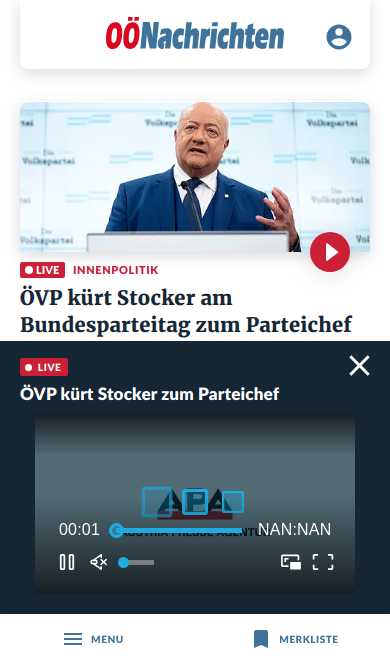 OÖNachrichten
Die Volkspartei
Volkspartei
LIVE INNENPOLITIK
ÖVP kürt Stocker am
Bundesparteitag zum Parteichef
LIVE
ÖVP kürt Stocker zum Parteichef
APA
AUSTRIA PRESSE AGENTUR
00:01 NAN:NAN
MENU MERKLISTE